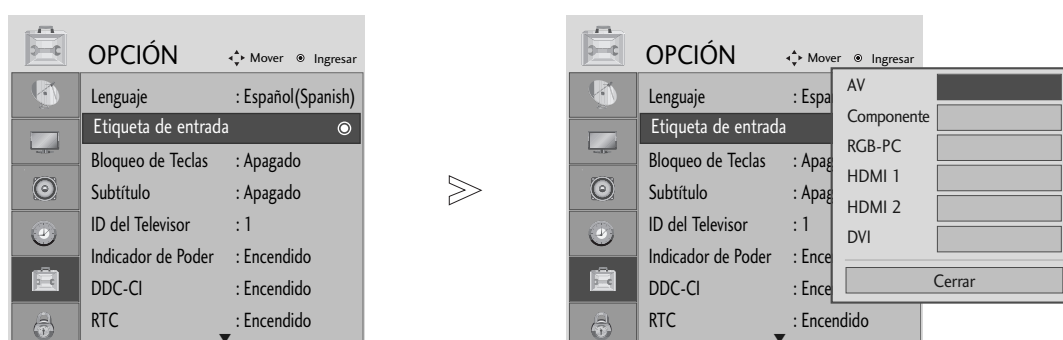 OPCIÓN
Mover Ingresar
Lenguaje : Español(Spanish)
Etiqueta de entrada
Bloqueo de Teclas : Apagado
Subtítulo : Apagado
ID del Televisor : 1
Indicador de Poder : Encendido
DDC-CI : Encendido
RTC : Encendido
OPCIÓN
Mover Ingresar
Lenguaje : Espa
Etiqueta de entrada
Bloqueo de Teclas : Apag
Subtítulo : Apag
ID del Televisor : 1
Indicador de Poder : Ence
DDC-CI : Ence
RTC : Encendido
AV
Componente
RGB-PC
HDMI 1
HDMI 2
DVI
Cerrar